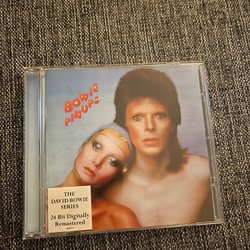 BOWIE
PINUPS
THE
DAVID BOWIE
SERIES
24 Bit Digitally
Remastered